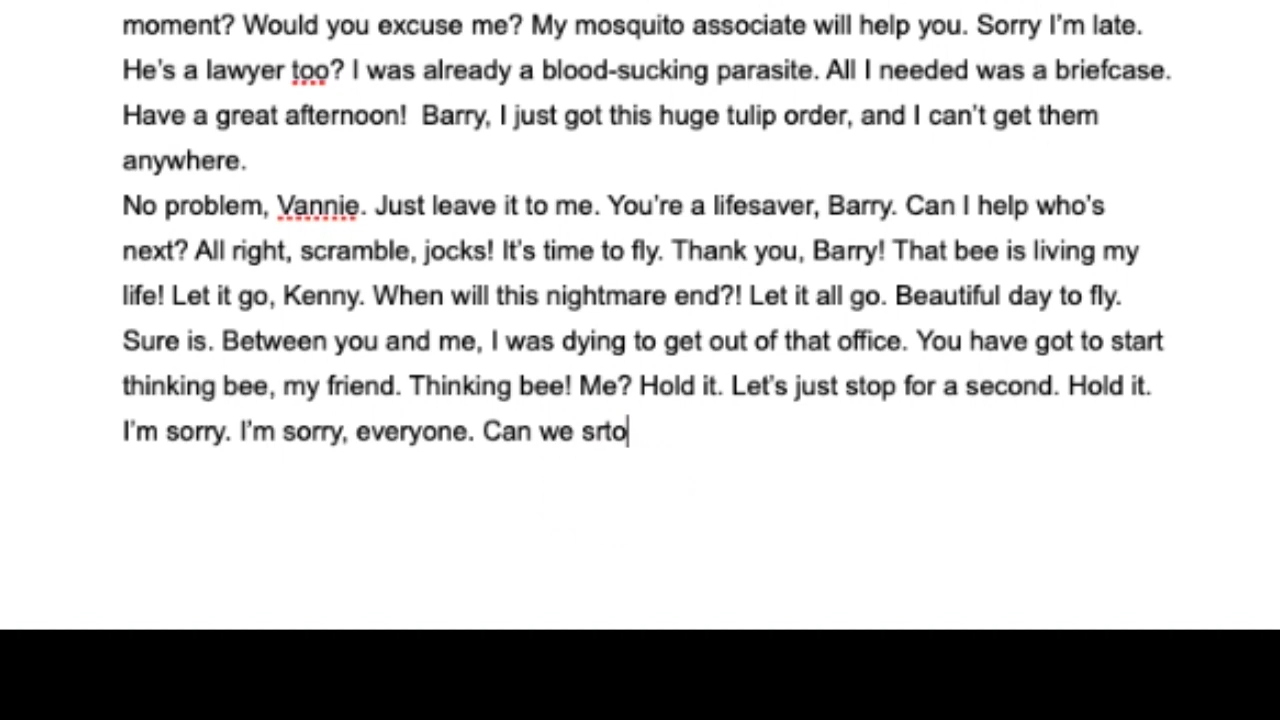 moment? Would you excuse me? My mosquito associate will help you. Sorry I’m late.
He’s a lawyer too? I was already a blood-sucking parasite. All I needed was a briefcase.
Have a great afternoon!  Barry, I just got this huge tulip order, and I can’t get them
anywhere.
No problem, Vannie. Just leave it to me. You’re a lifesaver, Barry. Can I help who’s
next? All right, scramble, jocks! It’s time to fly. Thank you, Barry! That bee is living my
life! Let it go, Kenny. When will this nightmare end?! Let it all go. Beautiful day to fly.
Sure is. Between you and me, I was dying to get out of that office. You have got to start
thinking bee, my friend. Thinking bee! Me? Hold it. Let’s just stop for a second. Hold it.
I’m sorry. I’m sorry, everyone. Can we srto